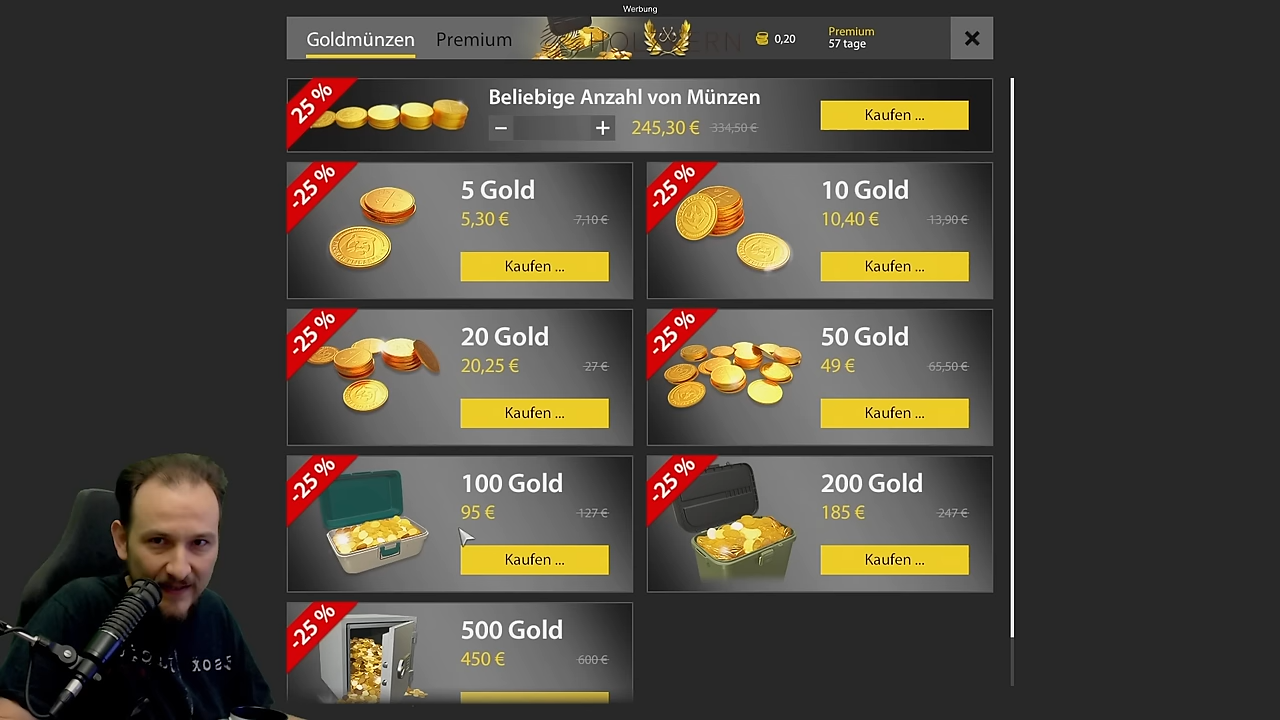 Werbung
Goldmünzen
Premium
0,20
Premium
57 tage
25 %
Beliebige Anzahl von Münzen
245,30 €
334,50 €
Kaufen ...
-25 %
5 Gold
5,30 €
7,10 €
Kaufen ...
-25 %
10 Gold
10,40 €
13,90 €
Kaufen ...
-25 %
20 Gold
20,25 €
27 €
Kaufen ...
-25 %
50 Gold
49 €
65,50 €
Kaufen ...
-25 %
100 Gold
95 €
127 €
Kaufen ...
-25 %
200 Gold
185 €
247 €
Kaufen ...
-25 %
500 Gold
450 €
600 €